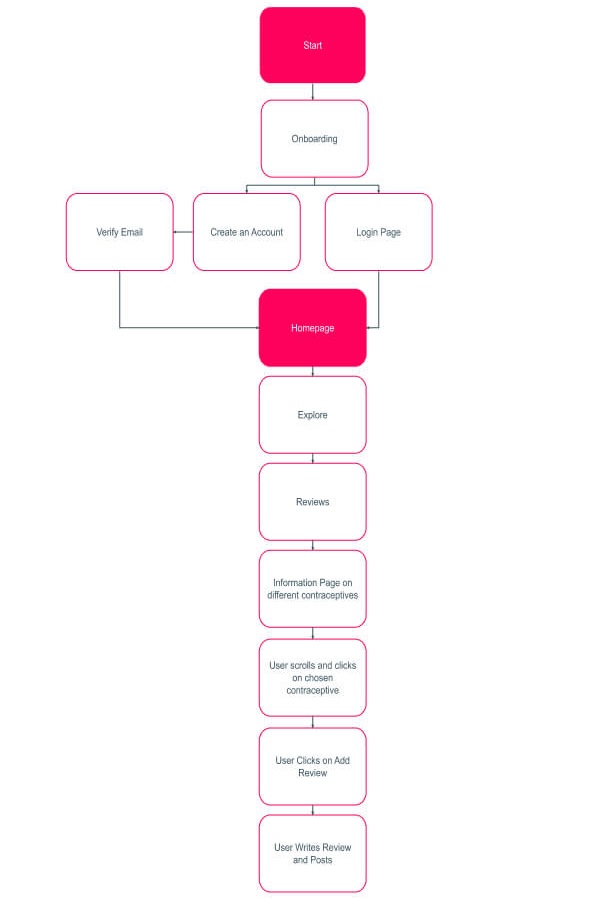 Start
Onboarding
Verify Email
Create an Account
Login Page
Homepage
Explore
Reviews
Information Page on
different contraceptives
User scrolls and clicks
on chosen
contraceptive
User Clicks on Add
Review
User Writes Review
and Posts